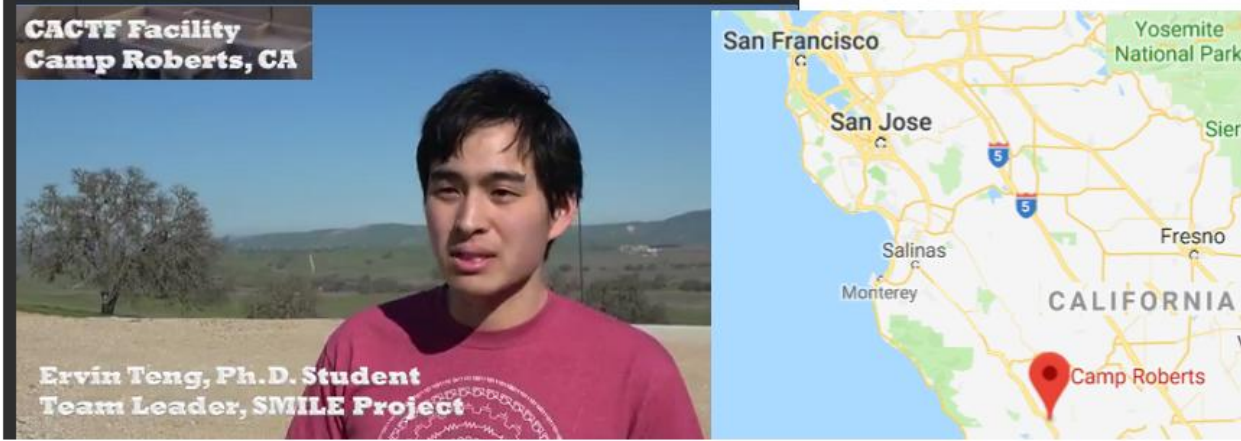 CACTF Facility
Camp Roberts, CA
Ervin Teng, Ph.D. Student
Team Leader, SMILE Project
San Francisco
Yosemite
National Park
San Jose
Sier
5
5
Salinas
Fresno
Monterey
CALIFORNIA
Camp Roberts